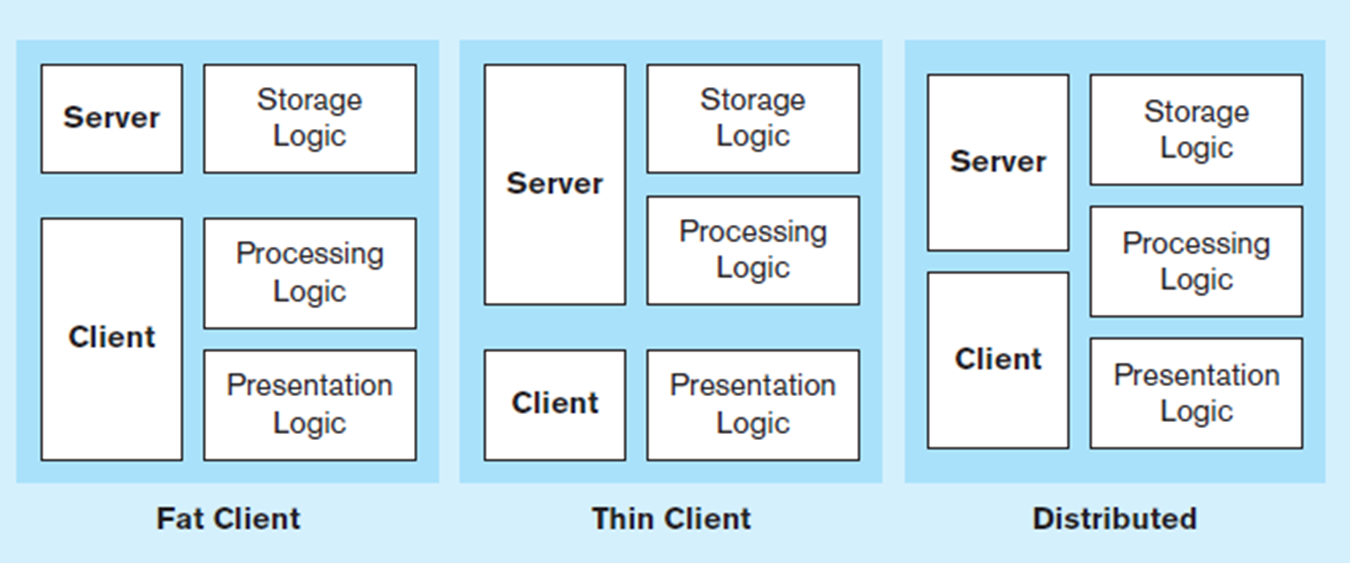 Server
Storage
Logic
Client
Processing
Logic
Presentation
Logic
Fat Client
Server
Storage
Logic
Processing
Logic
Client
Presentation
Logic
Thin Client
Server
Storage
Logic
Processing
Logic
Client
Presentation
Logic
Distributed